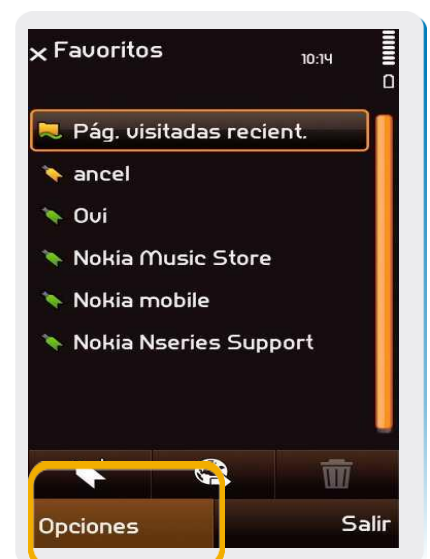 Favoritos
10:14
Pág. visitadas recient.
ancel
Ovi
Nokia Music Store
Nokia mobile
Nokia Nseries Support
Opciones
Salir